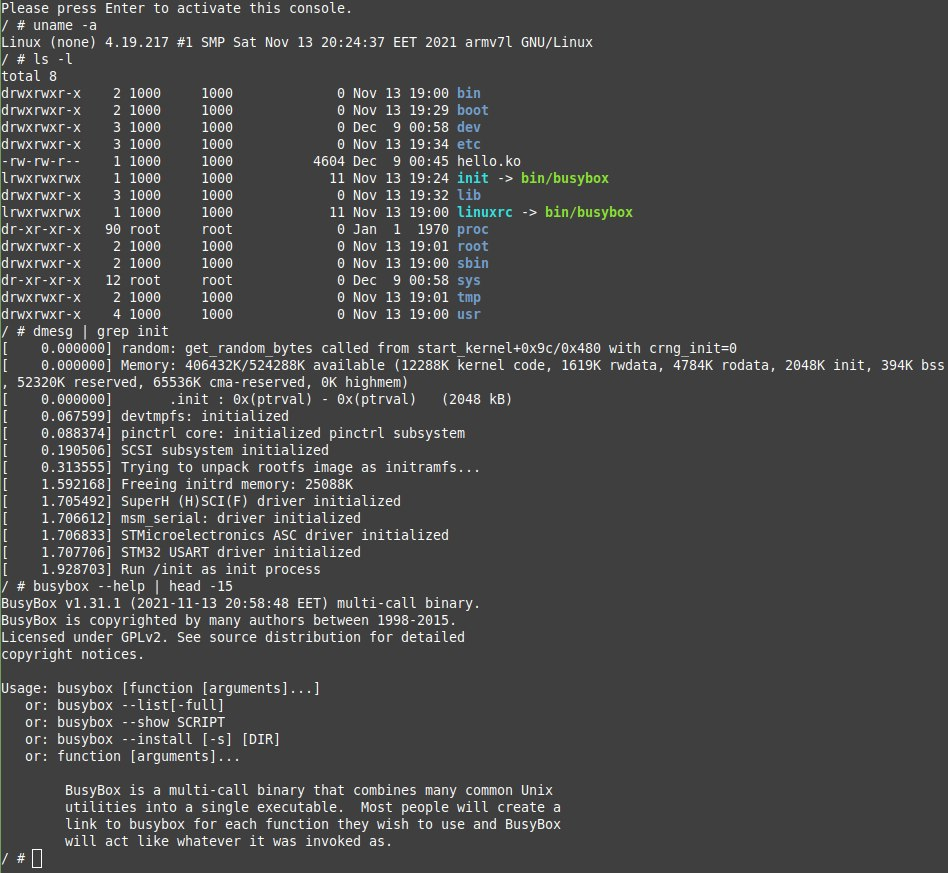 Please press Enter to activate this console.
/ # uname -a
Linux (none) 4.19.217 #1 SMP Sat Nov 13 20:24:37 EET 2021 armv7l GNU/Linux
/ # ls -l
total 8
drwxrwxr-x    2 1000     1000             0 Nov 13 19:00 bin
drwxrwxr-x    2 1000     1000             0 Nov 13 19:29 boot
drwxrwxr-x    3 1000     1000             0 Dec  9 00:58 dev
drwxrwxr-x    3 1000     1000             0 Nov 13 19:34 etc
-rw-rw-r--    1 1000     1000          4604 Dec  9 00:45 hello.ko
lrwxrwxrwx    1 1000     1000            11 Nov 13 19:24 init -> bin/busybox
drwxrwxr-x    3 1000     1000             0 Nov 13 19:32 lib
lrwxrwxrwx    1 1000     1000            11 Nov 13 19:00 linuxrc -> bin/busybox
dr-xr-xr-x   90 root     root             0 Jan  1  1970 proc
drwxrwxr-x    2 1000     1000             0 Nov 13 19:01 root
drwxrwxr-x    2 1000     1000             0 Nov 13 19:00 sbin
dr-xr-xr-x   12 root     root             0 Dec  9 00:58 sys
drwxrwxr-x    2 1000     1000             0 Nov 13 19:01 tmp
drwxrwxr-x    4 1000     1000             0 Nov 13 19:00 usr
/ # dmesg | grep init
[    0.000000] random: get_random_bytes called from start_kernel+0x9c/0x480 with crng_init=0
[    0.000000] Memory: 406432K/524288K available (12288K kernel code, 1619K rwdata, 4784K rodata, 2048K init, 394K bss
, 52320K reserved, 65536K cma-reserved, 0K highmem)
[    0.000000]       .init : 0x(ptrval) - 0x(ptrval)   (2048 kB)
[    0.067599] devtmpfs: initialized
[    0.088374] pinctrl core: initialized pinctrl subsystem
[    0.190506] SCSI subsystem initialized
[    0.313555] Trying to unpack rootfs image as initramfs...
[    1.592168] Freeing initrd memory: 25088K
[    1.705492] SuperH (H)SCI(F) driver initialized
[    1.706612] msm_serial: driver initialized
[    1.706833] STMicroelectronics ASC driver initialized
[    1.707706] STM32 USART driver initialized
[    1.928703] Run /init as init process
/ # busybox --help | head -15
BusyBox v1.31.1 (2021-11-13 20:58:48 EET) multi-call binary.
BusyBox is copyrighted by many authors between 1998-2015.
Licensed under GPLv2. See source distribution for detailed
copyright notices.

Usage: busybox [function [arguments]...]
   or: busybox --list[-full]
   or: busybox --show SCRIPT
   or: busybox --install [-s] [DIR]
   or: function [arguments]...

        BusyBox is a multi-call binary that combines many common Unix
        utilities into a single executable.  Most people will create a
        link to busybox for each function they wish to use and BusyBox
        will act like whatever it was invoked as.
/ #